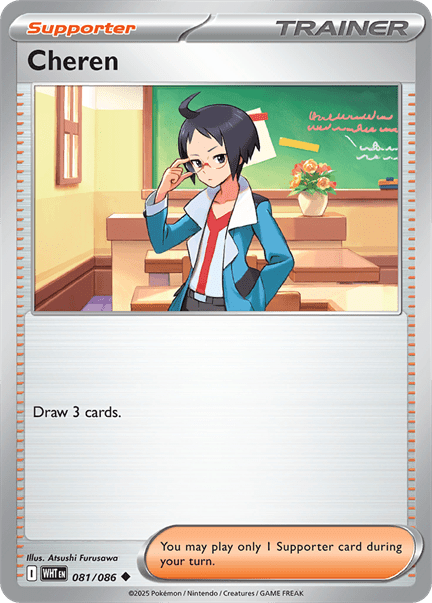 Supporter
TRAINER
Cheren
Draw 3 cards.
Illus. Atsushi Furusawa
You may play only 1 Supporter card during
your turn.
I WHT EN 081/086
©2025 Pokémon / Nintendo / Creatures / GAME FREAK